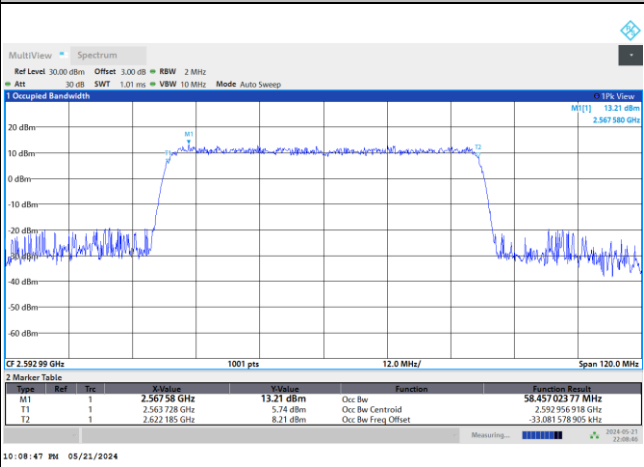 MultiView Spectrum
Ref Level 30.00 dBm Offset 3.00 dB RBW 2 MHz
Att 30 dB SWT 1.01 ms VBW 10 MHz Mode Auto Sweep
1 Occupied Bandwidth 1Pk View
M1[1] 13.21 dBm
2.567 580 GHz
20 dBm
M1
T1
T2
10 dBm
0 dBm
-10 dBm
-20 dBm
-40 dBm
-50 dBm
-60 dBm
CF 2.592 99 GHz 1001 pts 12.0 MHz/ Span 120.0 MHz
2 Marker Table
Type Ref Trc X-Value Y-Value Function Function Result
M1 1 2.567 58 GHz 13.21 dBm Occ Bw 58.457 023 77 MHz
T1 1 2.563 728 GHz 5.74 dBm Occ Bw Centroid 2.592 956 918 GHz
T2 1 2.622 185 GHz 8.21 dBm Occ Bw Freq Offset -33.081 578 905 kHz
Measuring... 2024-05-21
22:08:46
10:08:47 PM 05/21/2024